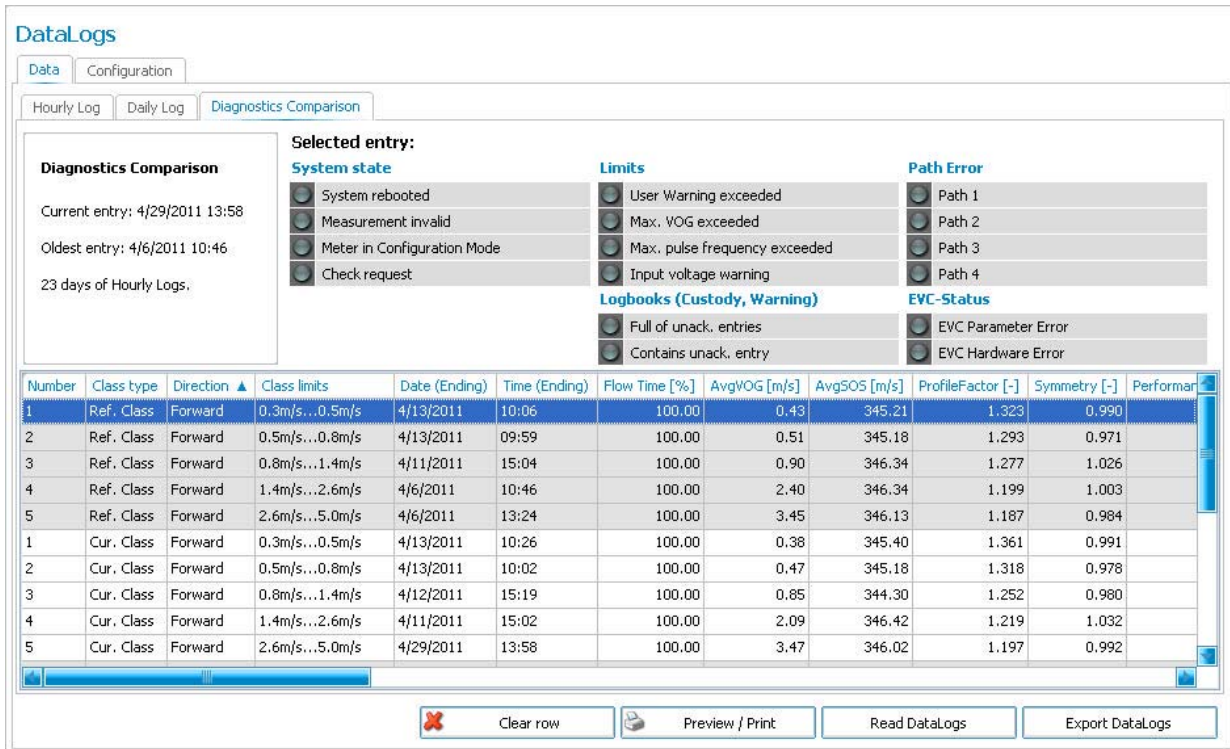 DataLogs
Data Configuration
Hourly Log Daily Log Diagnostics Comparison
Diagnostics Comparison
Current entry: 4/29/2011 13:58
Oldest entry: 4/6/2011 10:46
23 days of Hourly Logs.
Selected entry:
System state
System rebooted
Measurement invalid
Meter in Configuration Mode
Check request
Limits
User Warning exceeded
Max. VOG exceeded
Max. pulse frequency exceeded
Input voltage warning
Logbooks (Custody, Warning)
Full of unack. entries
Contains unack. entry
Path Error
Path 1
Path 2
Path 3
Path 4
EVC-Status
EVC Parameter Error
EVC Hardware Error
Number Class type Direction ▲ Class limits Date (Ending) Time (Ending) Flow Time [%] AvgVOG [m/s] AvgSOS [m/s] ProfileFactor [-] Symmetry [-] Performan
1 Ref. Class Forward 0.3m/s...0.5m/s 4/13/2011 10:06 100.00 0.43 345.21 1.323 0.990
2 Ref. Class Forward 0.5m/s...0.8m/s 4/13/2011 09:59 100.00 0.51 345.18 1.293 0.971
3 Ref. Class Forward 0.8m/s...1.4m/s 4/11/2011 15:04 100.00 0.90 346.34 1.277 1.026
4 Ref. Class Forward 1.4m/s...2.6m/s 4/6/2011 10:46 100.00 2.40 346.34 1.199 1.003
5 Ref. Class Forward 2.6m/s...5.0m/s 4/6/2011 13:24 100.00 3.45 346.13 1.187 0.984
1 Cur. Class Forward 0.3m/s...0.5m/s 4/13/2011 10:26 100.00 0.38 345.40 1.361 0.991
2 Cur. Class Forward 0.5m/s...0.8m/s 4/13/2011 10:02 100.00 0.47 345.18 1.318 0.978
3 Cur. Class Forward 0.8m/s...1.4m/s 4/12/2011 15:19 100.00 0.85 344.30 1.252 0.980
4 Cur. Class Forward 1.4m/s...2.6m/s 4/11/2011 15:02 100.00 2.09 346.42 1.219 1.032
5 Cur. Class Forward 2.6m/s...5.0m/s 4/29/2011 13:58 100.00 3.47 346.02 1.197 0.992
Clear row Preview / Print Read DataLogs Export DataLogs